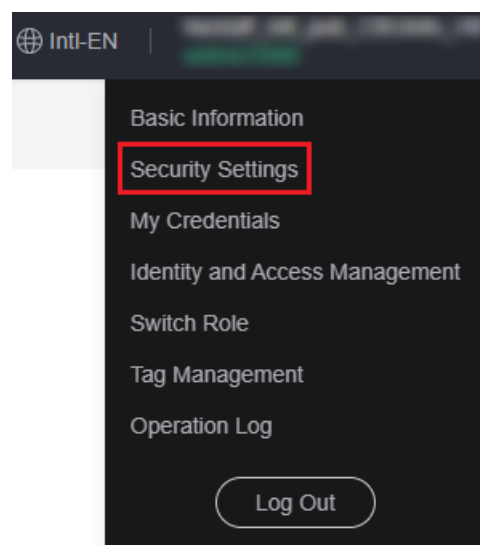 Intl-EN
Basic Information
Security Settings
My Credentials
Identity and Access Management
Switch Role
Tag Management
Operation Log
Log Out